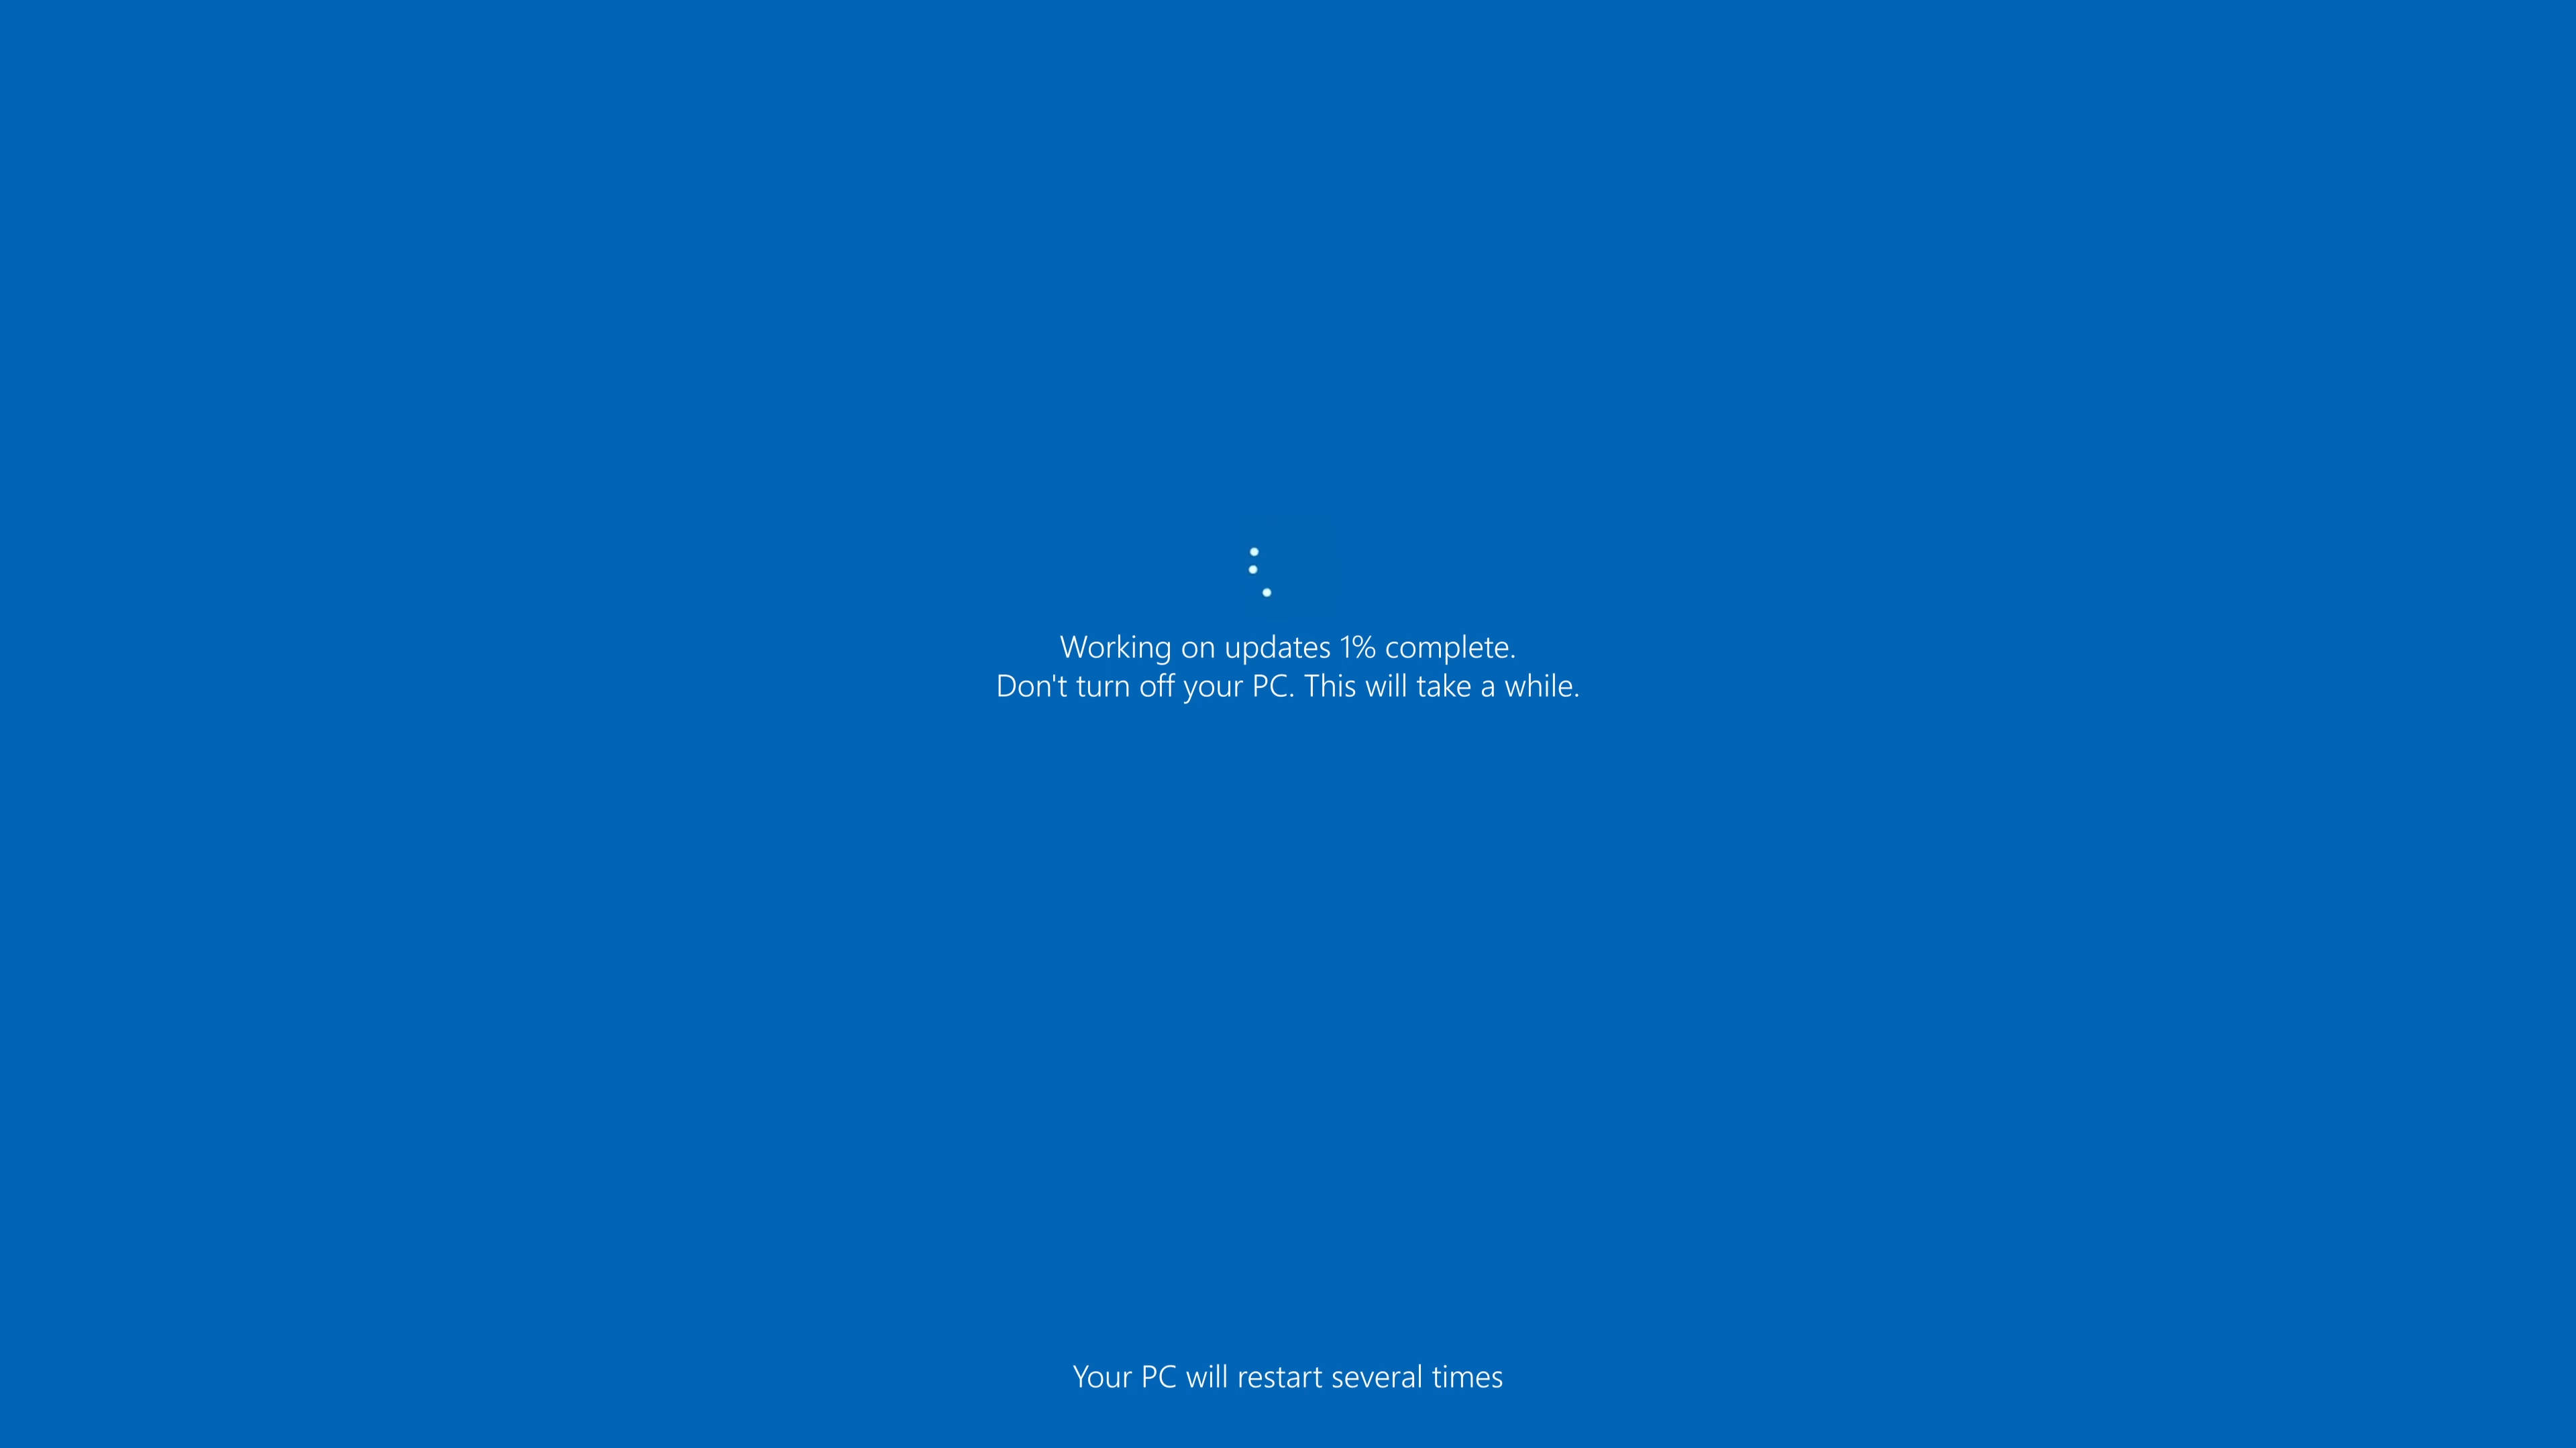 Working on updates 1% complete.
Don't turn off your PC. This will take a while.
Your PC will restart several times